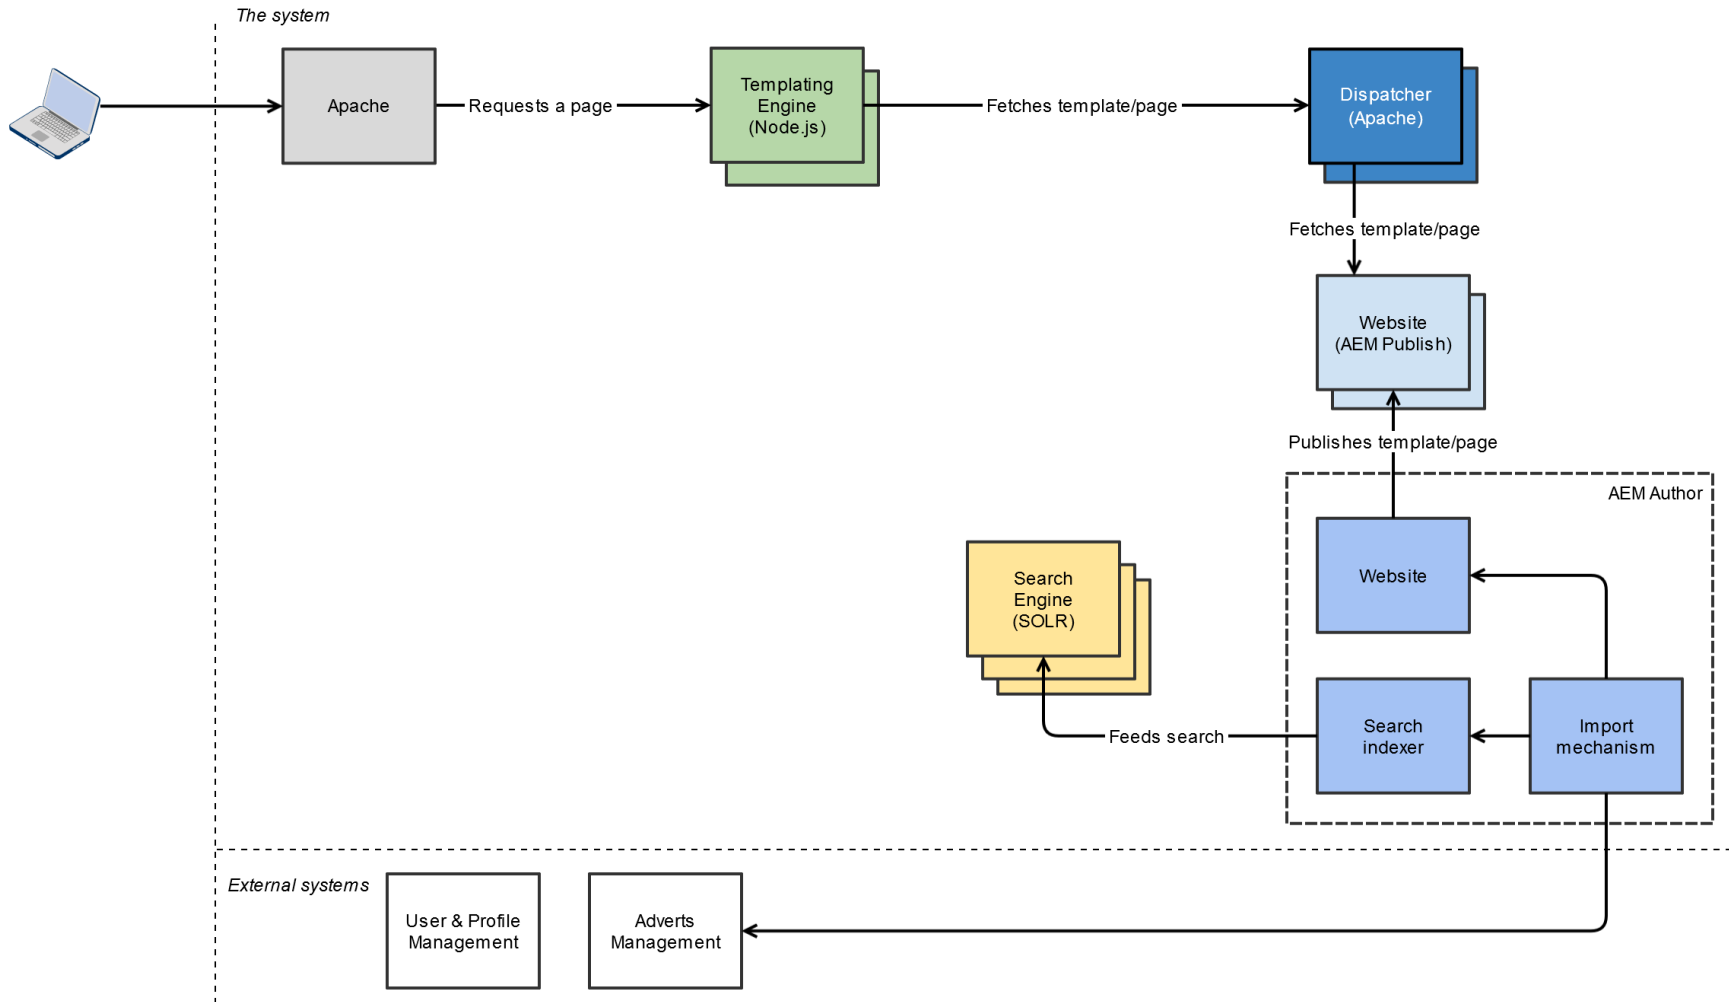 The system
Apache
Requests a page
Templating
Engine
(Node.js)
Fetches template/page
Dispatcher
(Apache)
Fetches template/page
Website
(AEM Publish)
Publishes template/page
AEM Author
Website
Search
Engine
(SOLR)
Feeds search
Search
indexer
Import
mechanism
External systems
User & Profile
Management
Adverts
Management